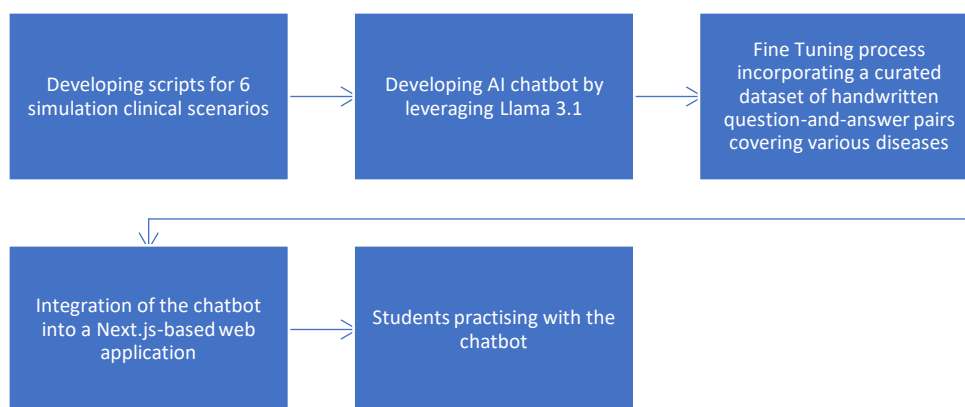 Developing scripts for 6
simulation clinical scenarios
Developing AI chatbot by
leveraging Llama 3.1
Fine Tuning process
incorporating a curated
dataset of handwritten
question-and-answer pairs
covering various diseases
Integration of the chatbot
into a Next.js-based web
application
Students practising with the
chatbot